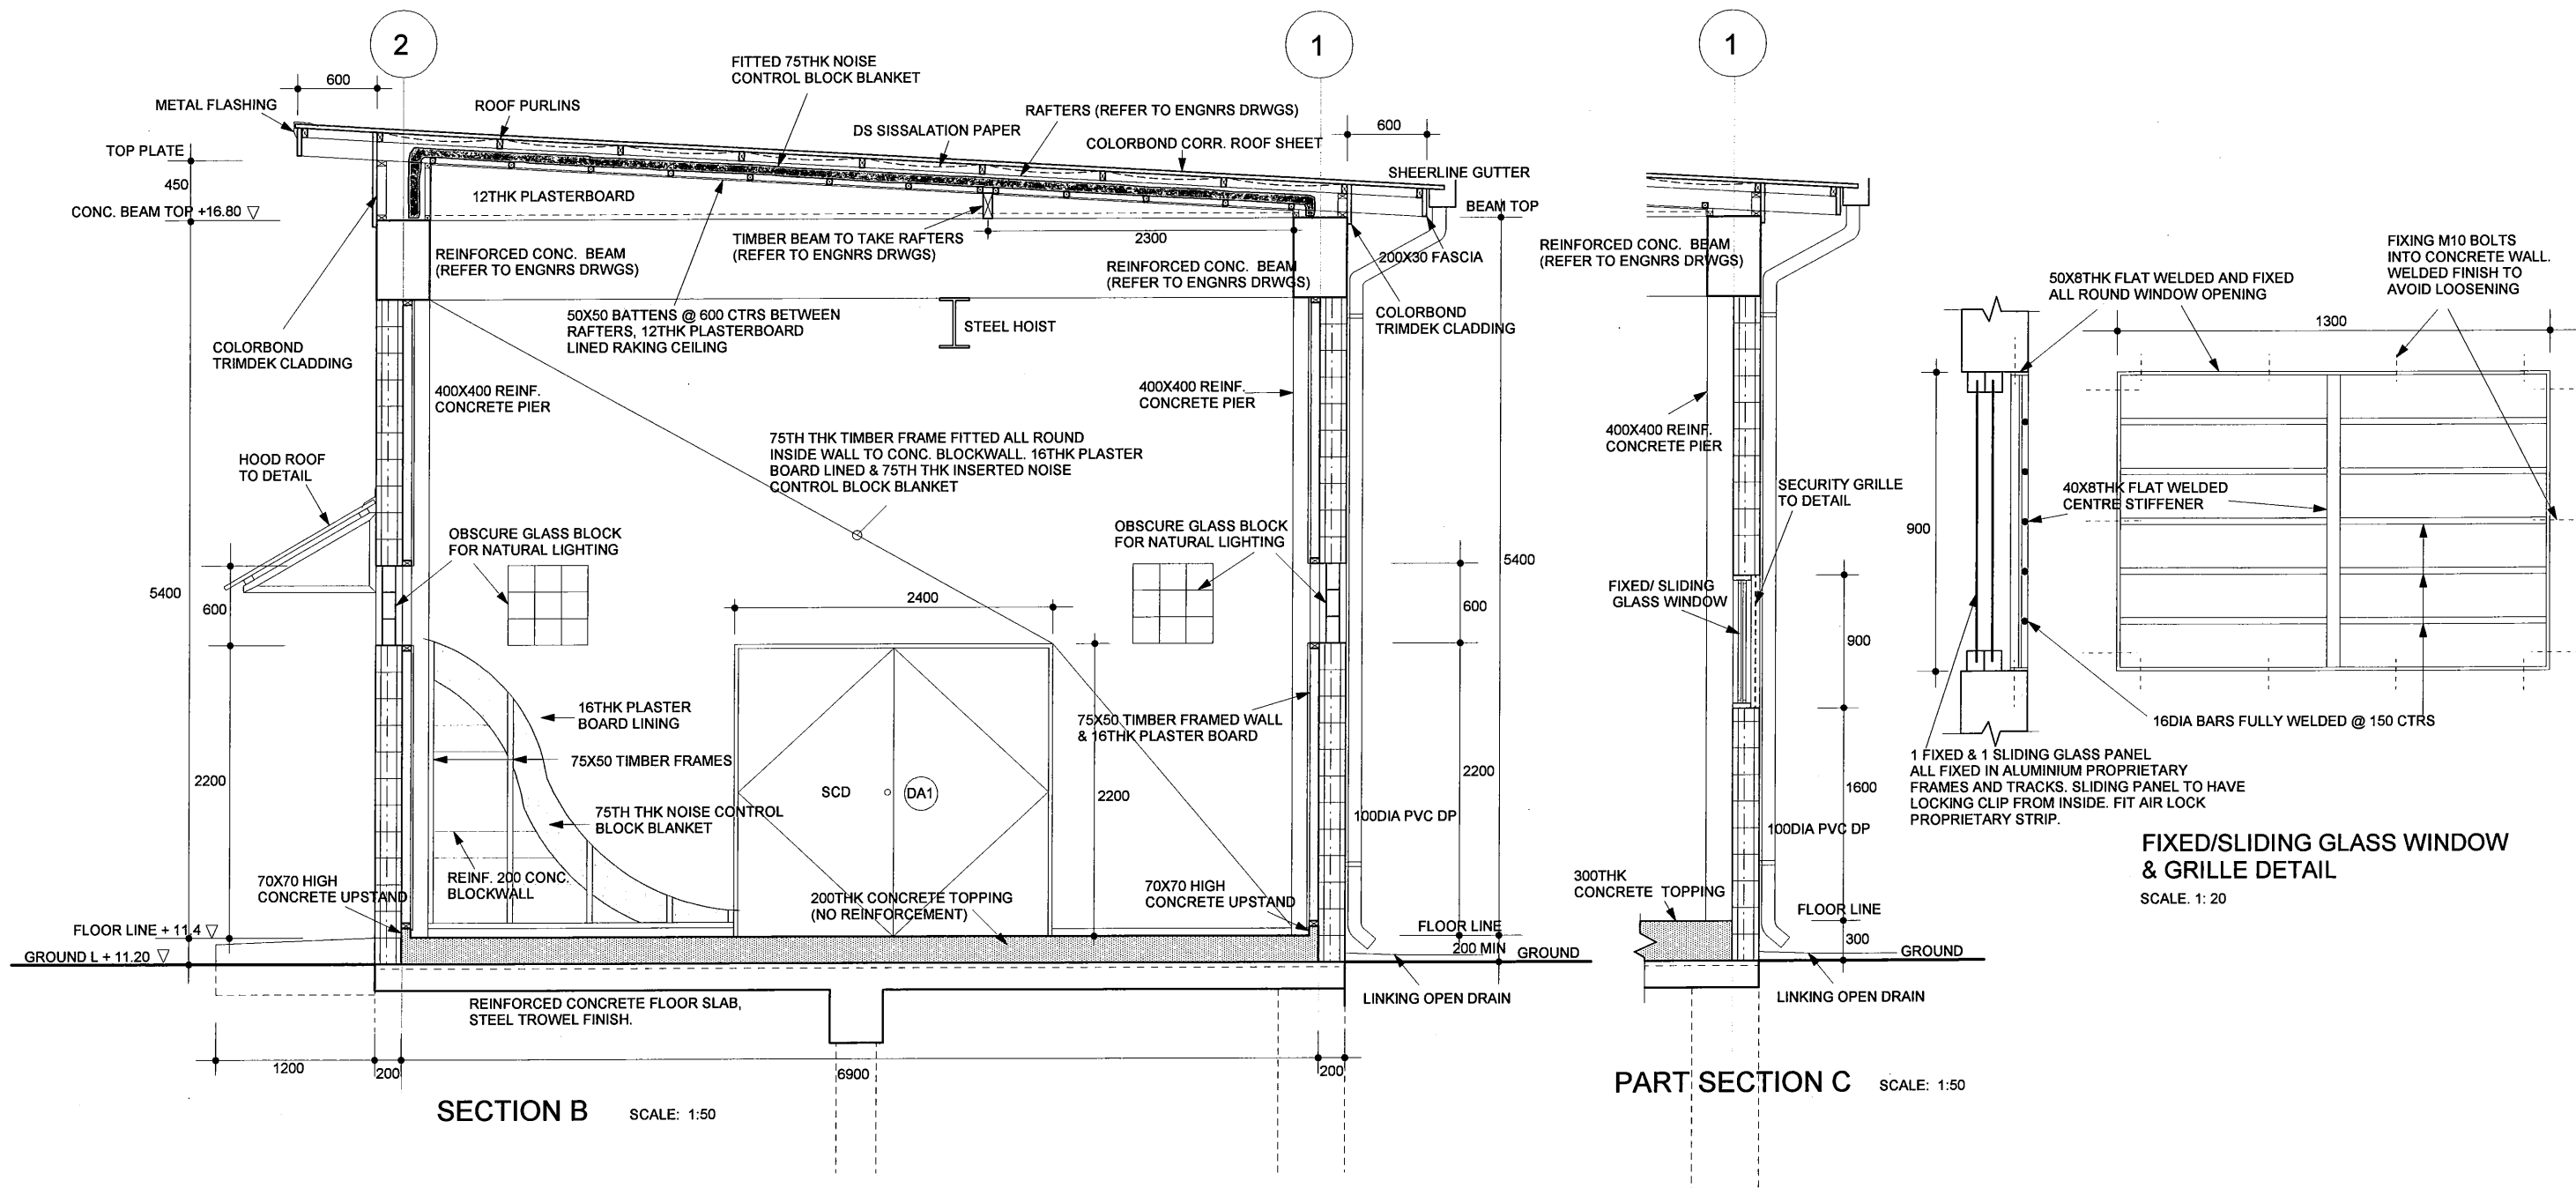 2
1
1
600
FITTED 75THK NOISE
CONTROL BLOCK BLANKET
METAL FLASHING
ROOF PURLINS
RAFTERS (REFER TO ENGNRS DRWGS)
DS SISSALATION PAPER
COLORBOND CORR. ROOF SHEET
600
TOP PLATE
450
SHEERLINE GUTTER
12THK PLASTERBOARD
CONC. BEAM TOP +16.80
BEAM TOP
TIMBER BEAM TO TAKE RAFTERS
(REFER TO ENGNRS DRWGS)
2300
REINFORCED CONC. BEAM
(REFER TO ENGNRS DRWGS)
REINFORCED CONC. BEAM
(REFER TO ENGNRS DRWGS)
200X30 FASCIA
50X50 BATTENS @ 600 CTRS BETWEEN
RAFTERS, 12THK PLASTERBOARD
LINED RAKING CEILING
STEEL HOIST
COLORBOND
TRIMDEK CLADDING
COLORBOND
TRIMDEK CLADDING
400X400 REINF.
CONCRETE PIER
400X400 REINF.
CONCRETE PIER
75TH THK TIMBER FRAME FITTED ALL ROUND
INSIDE WALL TO CONC. BLOCKWALL. 16THK PLASTER
BOARD LINED & 75TH THK INSERTED NOISE
CONTROL BLOCK BLANKET
HOOD ROOF
TO DETAIL
OBSCURE GLASS BLOCK
FOR NATURAL LIGHTING
OBSCURE GLASS BLOCK
FOR NATURAL LIGHTING
5400
600
2400
600
5400
16THK PLASTER
BOARD LINING
75X50 TIMBER FRAMED WALL
& 16THK PLASTER BOARD
75X50 TIMBER FRAMES
2200
SCD
DA1
2200
2200
75TH THK NOISE CONTROL
BLOCK BLANKET
100DIA PVC DP
REINF. 200 CONC.
BLOCKWALL
70X70 HIGH
CONCRETE UPSTAND
200THK CONCRETE TOPPING
(NO REINFORCEMENT)
70X70 HIGH
CONCRETE UPSTAND
FLOOR LINE + 11.4
FLOOR LINE
GROUND L + 11.20
200 MIN
GROUND
REINFORCED CONCRETE FLOOR SLAB,
STEEL TROWEL FINISH.
LINKING OPEN DRAIN
1200
200
6900
200
SECTION B
SCALE: 1:50
REINFORCED CONC. BEAM
(REFER TO ENGNRS DRWGS)
400X400 REINF.
CONCRETE PIER
SECURITY GRILLE
TO DETAIL
FIXED/ SLIDING
GLASS WINDOW
900
1600
100DIA PVC DP
300THK
CONCRETE TOPPING
FLOOR LINE
300
GROUND
LINKING OPEN DRAIN
PART SECTION C
SCALE: 1:50
FIXING M10 BOLTS
INTO CONCRETE WALL.
WELDED FINISH TO
AVOID LOOSENING
50X8THK FLAT WELDED AND FIXED
ALL ROUND WINDOW OPENING
1300
40X8THK FLAT WELDED
CENTRE STIFFENER
900
16DIA BARS FULLY WELDED @ 150 CTRS
1 FIXED & 1 SLIDING GLASS PANEL
ALL FIXED IN ALUMINIUM PROPRIETARY
FRAMES AND TRACKS. SLIDING PANEL TO HAVE
LOCKING CLIP FROM INSIDE. FIT AIR LOCK
PROPRIETARY STRIP.
FIXED/SLIDING GLASS WINDOW
& GRILLE DETAIL
SCALE. 1: 20